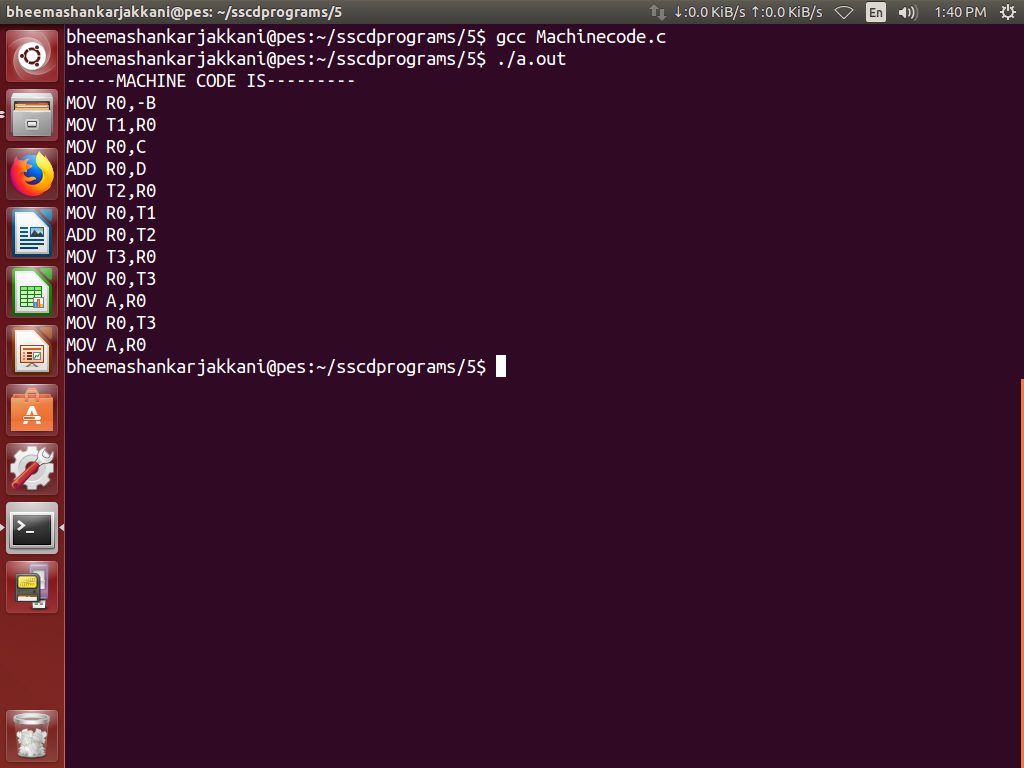 bheemashankarjakkani@pes: ~/sscdprograms/5 ↓:0.0 KiB/s ↑:0.0 KiB/s En 1:40 PM
bheemashankarjakkani@pes:~/sscdprograms/5$ gcc Machinecode.c
bheemashankarjakkani@pes:~/sscdprograms/5$ ./a.out
-----MACHINE CODE IS---------
MOV R0,-B
MOV T1,R0
MOV R0,C
ADD R0,D
MOV T2,R0
MOV R0,T1
ADD R0,T2
MOV T3,R0
MOV R0,T3
MOV A,R0
MOV R0,T3
MOV A,R0
bheemashankarjakkani@pes:~/sscdprograms/5$